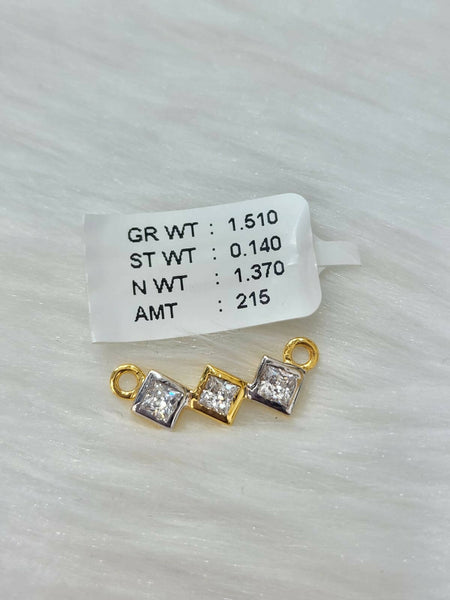 GR WT : 1.510
ST WT : 0.140
N WT : 1.370
AMT : 215